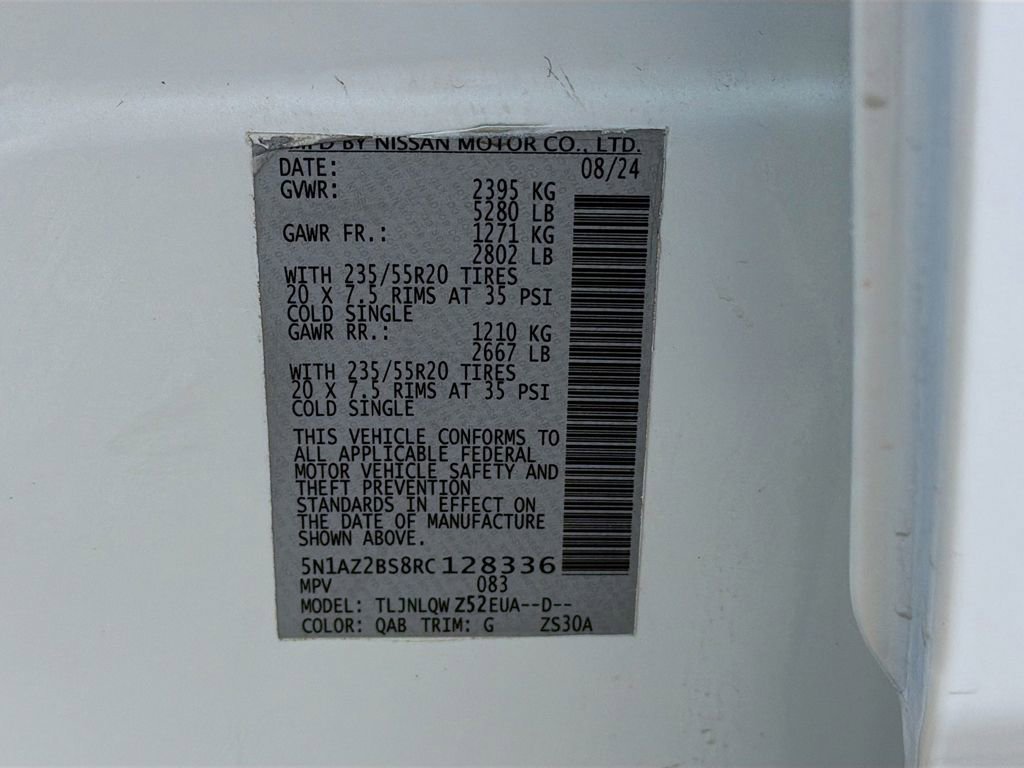 MFD BY NISSAN MOTOR CO., LTD.
DATE: 08/24
GVWR: 2395 KG
5280 LB
GAWR FR.: 1271 KG
2802 LB
WITH 235/55R20 TIRES
20 X 7.5 RIMS AT 35 PSI
COLD SINGLE
GAWR RR.: 1210 KG
2667 LB
WITH 235/55R20 TIRES
20 X 7.5 RIMS AT 35 PSI
COLD SINGLE
THIS VEHICLE CONFORMS TO
ALL APPLICABLE FEDERAL
MOTOR VEHICLE SAFETY AND
THEFT PREVENTION
STANDARDS IN EFFECT ON
THE DATE OF MANUFACTURE
SHOWN ABOVE.
5N1AZ2BS8RC128336
MPV 083
MODEL: TLJNLQW Z52EUA--D--
COLOR: QAB TRIM: G ZS30A